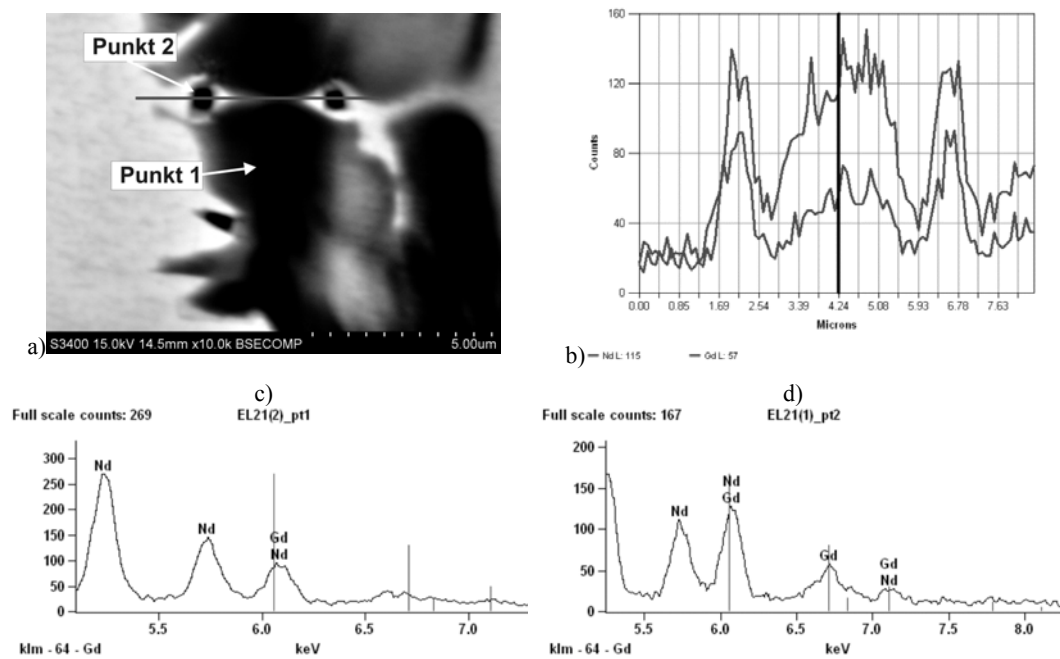 Punkt 2
Punkt 1
S3400 15.0kV 14.5mm x10.0k BSECOMP 5.00um
a)
160
120
80
40
0
Counts
0.00 0.85 1.69 2.54 3.39 4.24 5.08 5.93 6.78 7.63
Microns
b) Nd L: 115 Gd L: 57
c)
Full scale counts: 269 EL21(2)_pt1
300
250
200
150
100
50
0
Nd
Nd
Gd
Nd
5.5 6.0 6.5 7.0
klm - 64 - Gd keV
d)
Full scale counts: 167 EL21(1)_pt2
200
150
100
50
0
Nd
Nd
Gd
Gd
Gd
Nd
5.5 6.0 6.5 7.0 7.5 8.0
klm - 64 - Gd keV